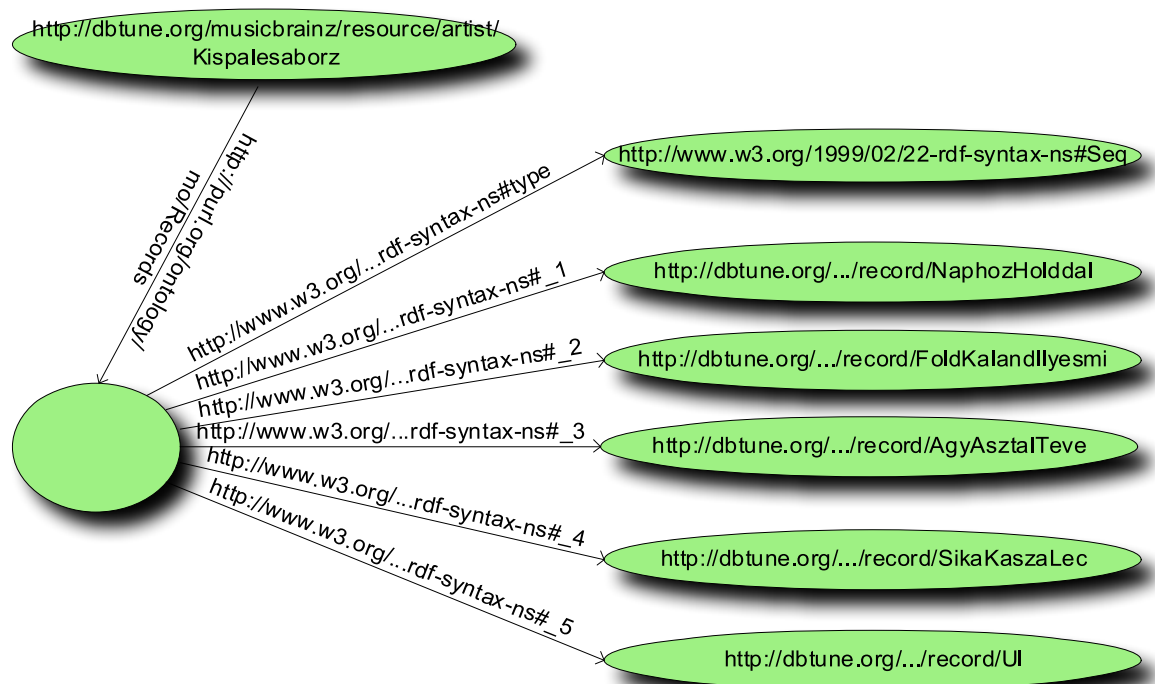 http://dbtune.org/musicbrainz/resource/artist/
Kispalesaborz
http://purl.org/ontology/
mo/Records
http://www.w3.org/...rdf-syntax-ns#type
http://www.w3.org/1999/02/22-rdf-syntax-ns#Seq
http://www.w3.org/...rdf-syntax-ns#_1
http://dbtune.org/.../record/NaphozHolddal
http://www.w3.org/...rdf-syntax-ns#_2
http://dbtune.org/.../record/FoldKalandIlyesmi
http://www.w3.org/...rdf-syntax-ns#_3
http://dbtune.org/.../record/AgyAsztalTeve
http://www.w3.org/...rdf-syntax-ns#_4
http://dbtune.org/.../record/SikaKaszaLec
http://www.w3.org/...rdf-syntax-ns#_5
http://dbtune.org/.../record/Ul